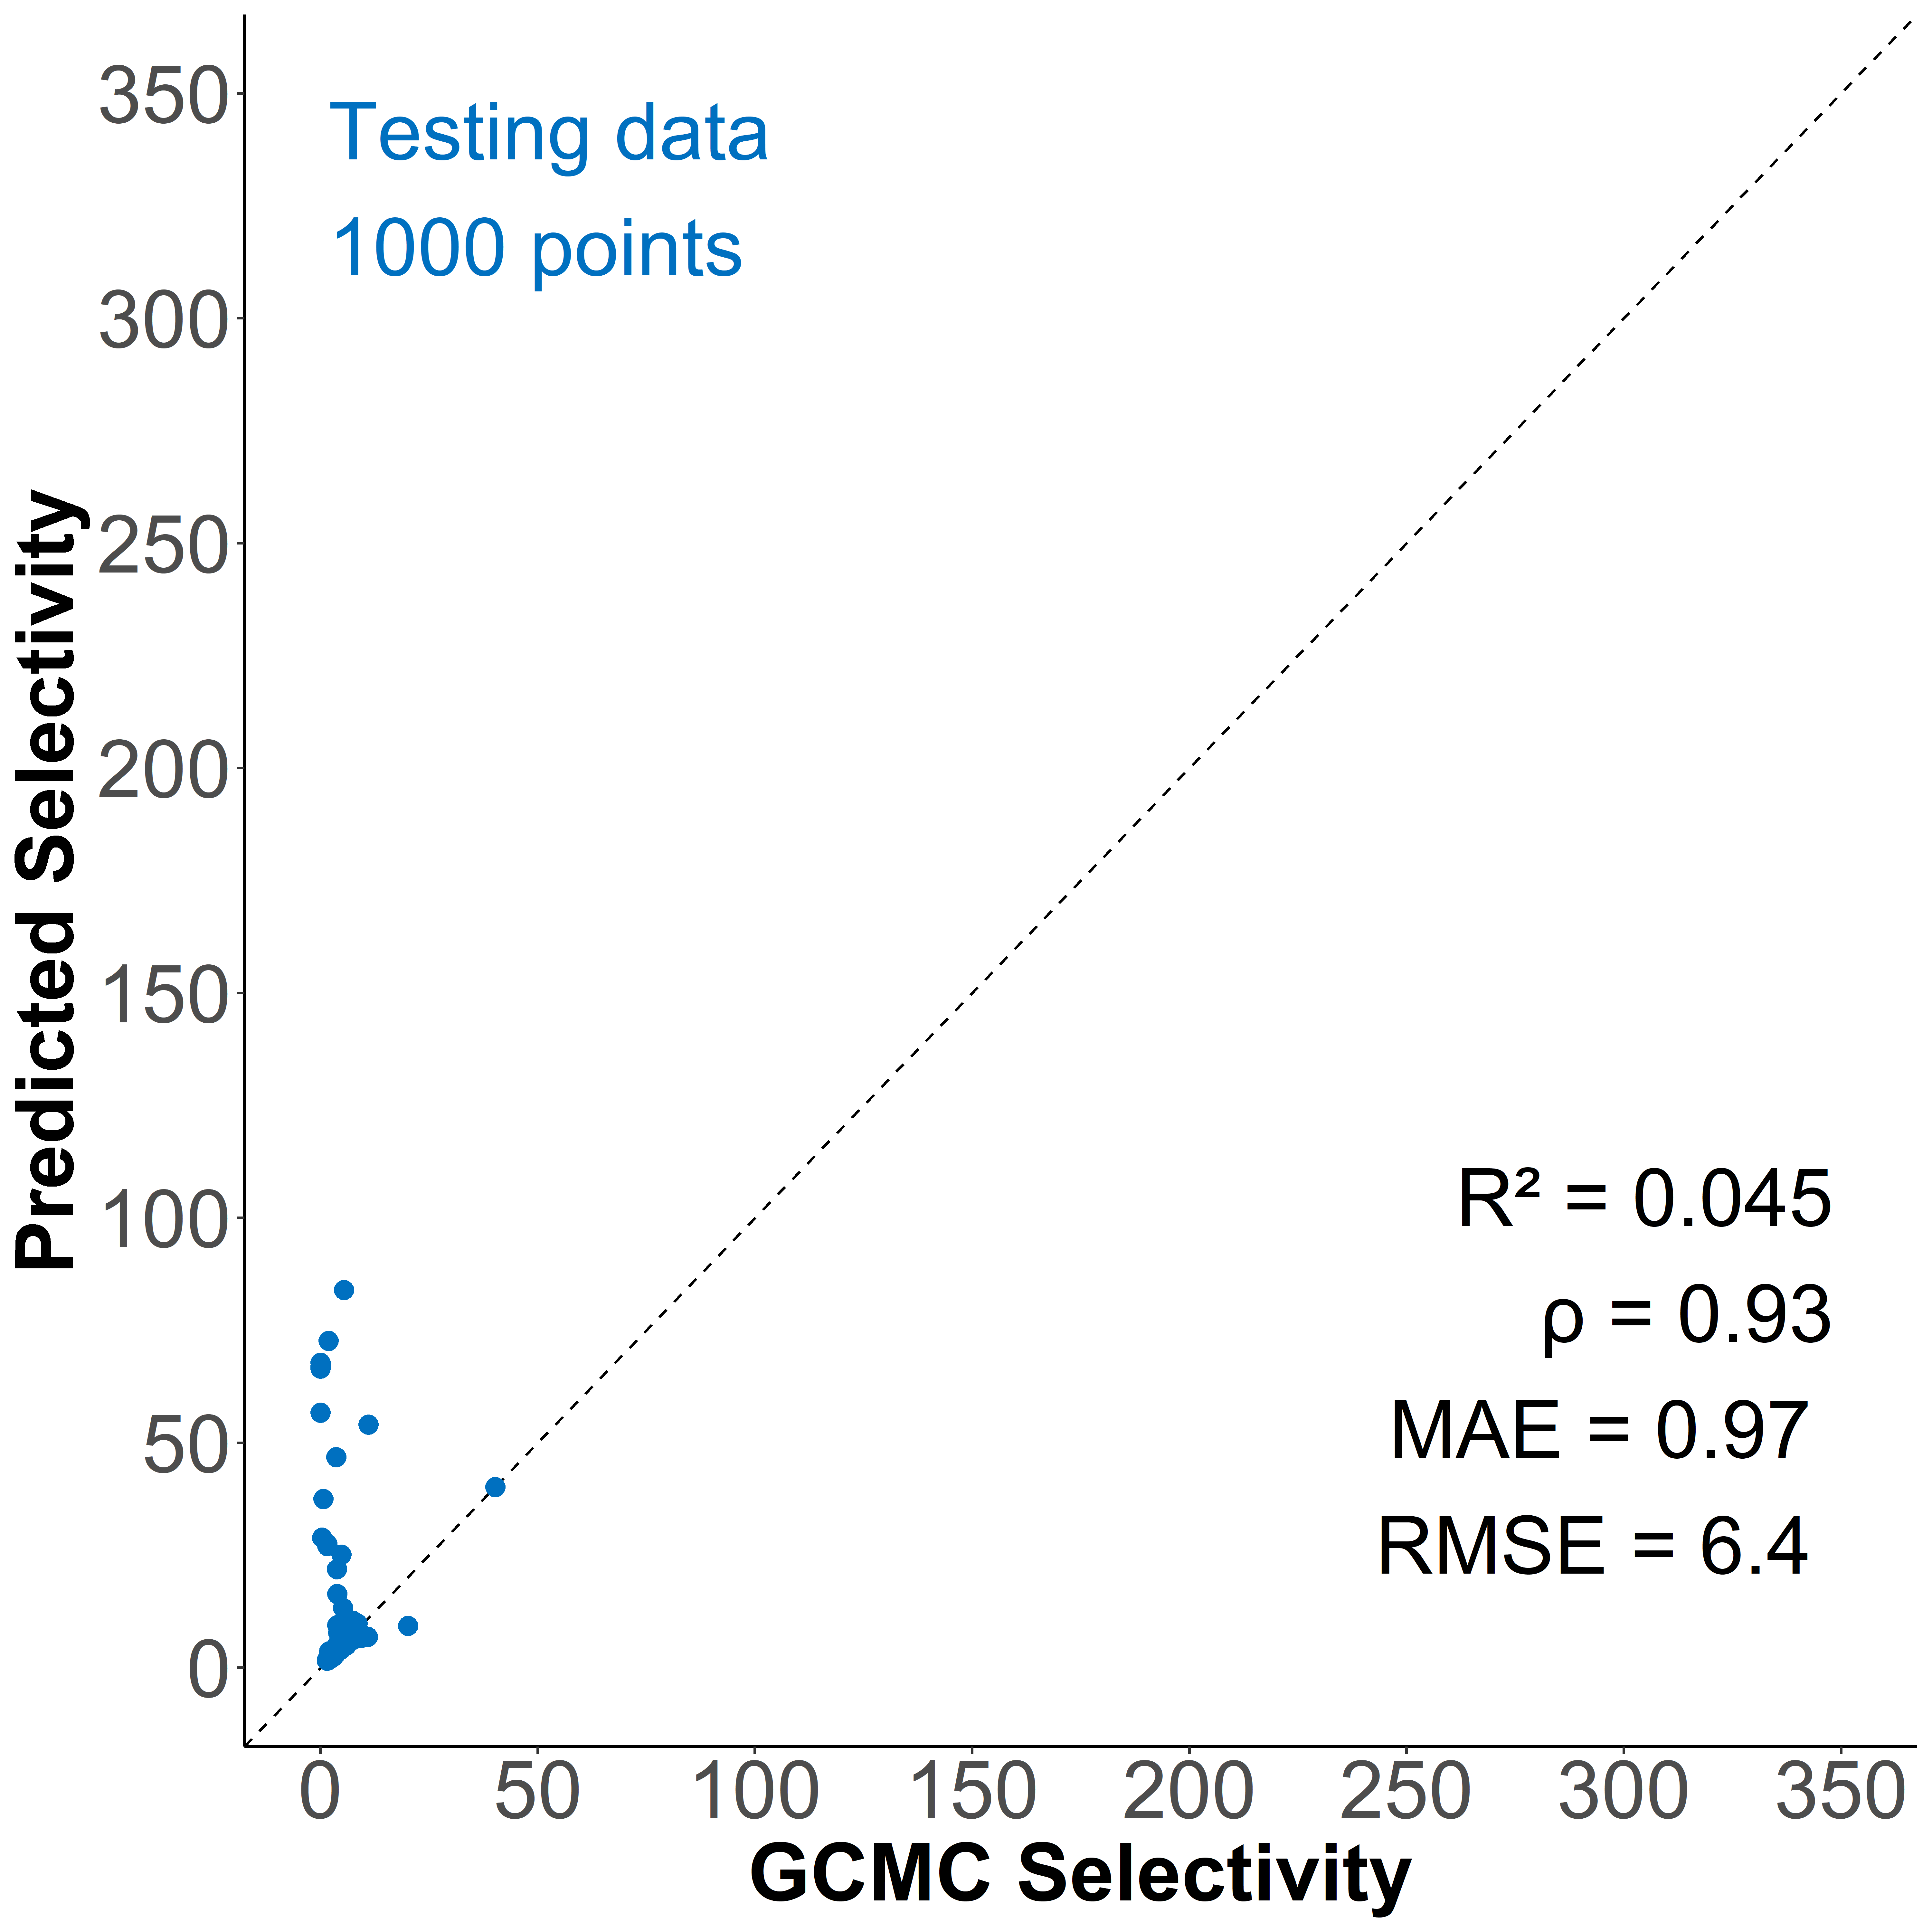 Testing data
1000 points
Predicted Selectivity
350
300
250
200
150
100
50
0
R² = 0.045
ρ = 0.93
MAE = 0.97
RMSE = 6.4
0 50 100 150 200 250 300 350
GCMC Selectivity